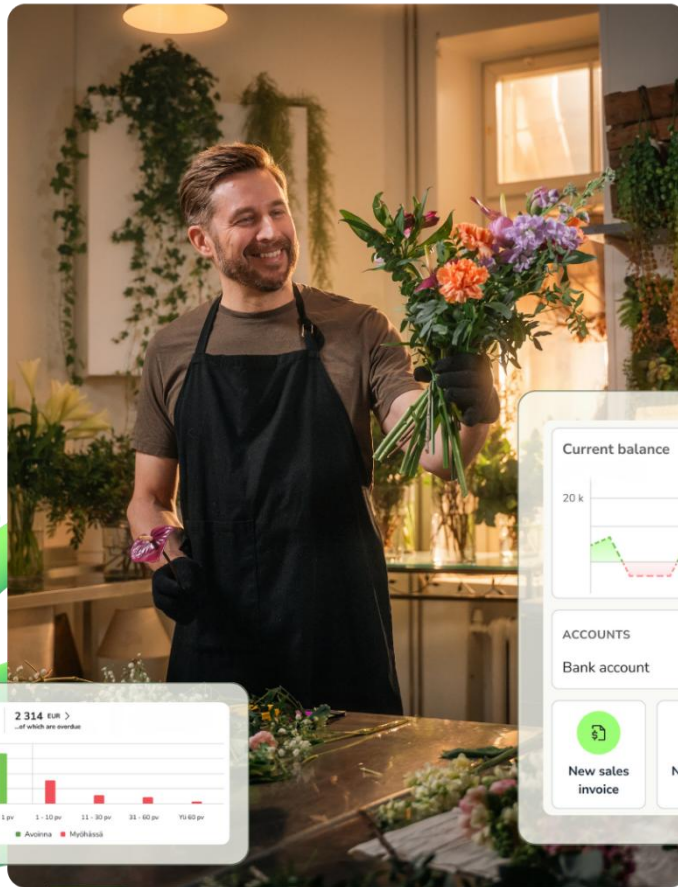 Current balance
20 k
ACCOUNTS
Bank account
New sales
invoice
2 314 EUR >
...of which are overdue
1 pv 1 - 10 pv 11 - 30 pv 31 - 60 pv Yli 60 pv
Avoinna Myöhässä